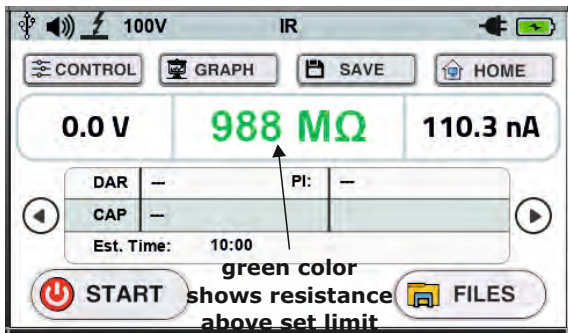 100V IR
CONTROL GRAPH SAVE HOME
0.0 V 988 MΩ 110.3 nA
DAR -- PI: --
CAP --
Est. Time: 10:00
green color
START shows resistance FILES
above set limit